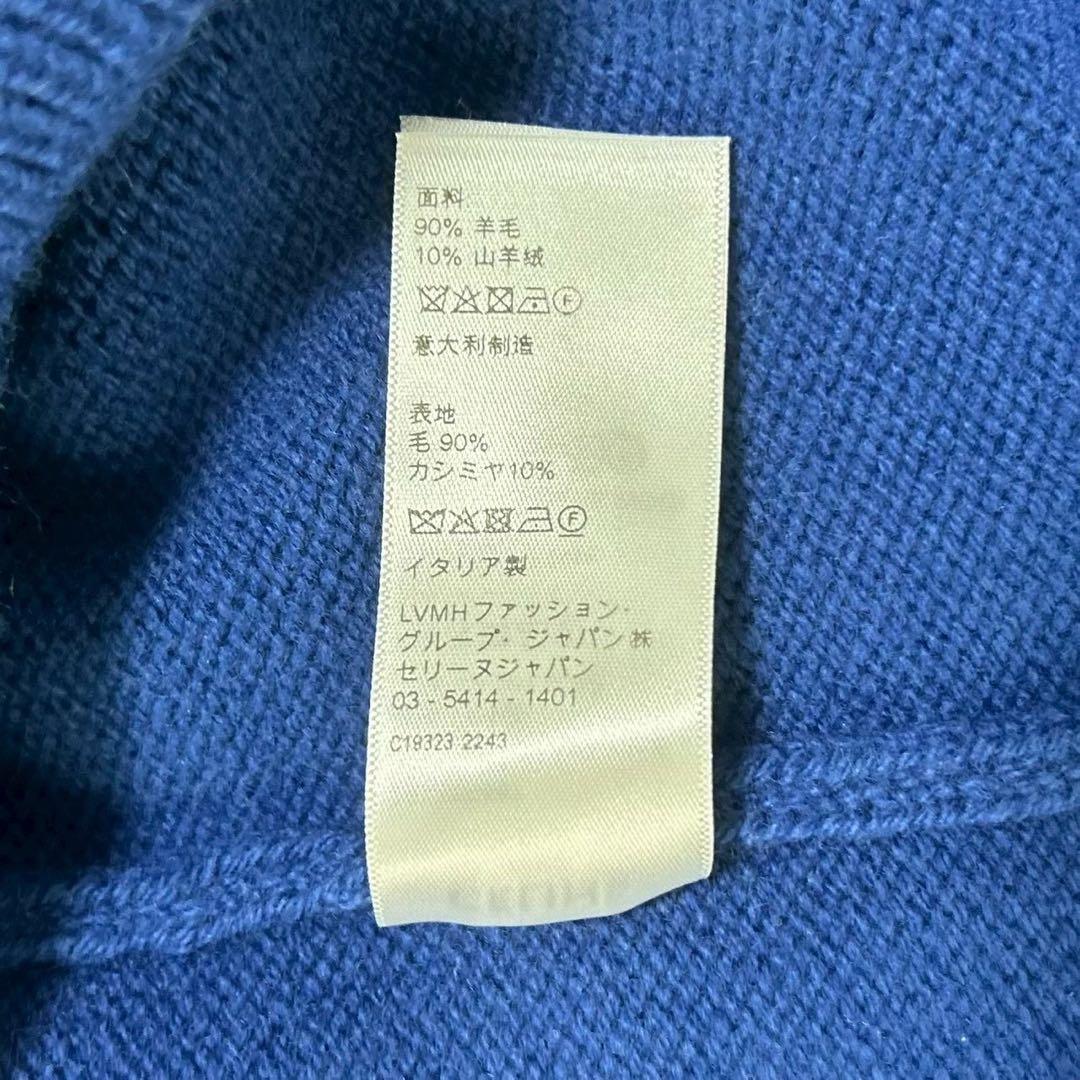 面料
90% 羊毛
10% 山羊绒
F
意大利制造
表地
毛 90%
カシミヤ10%
F
イタリア製
LVMHファッション・
グループ・ジャパン株
セリーヌジャパン
03 - 5414 - 1401
C19323 2243